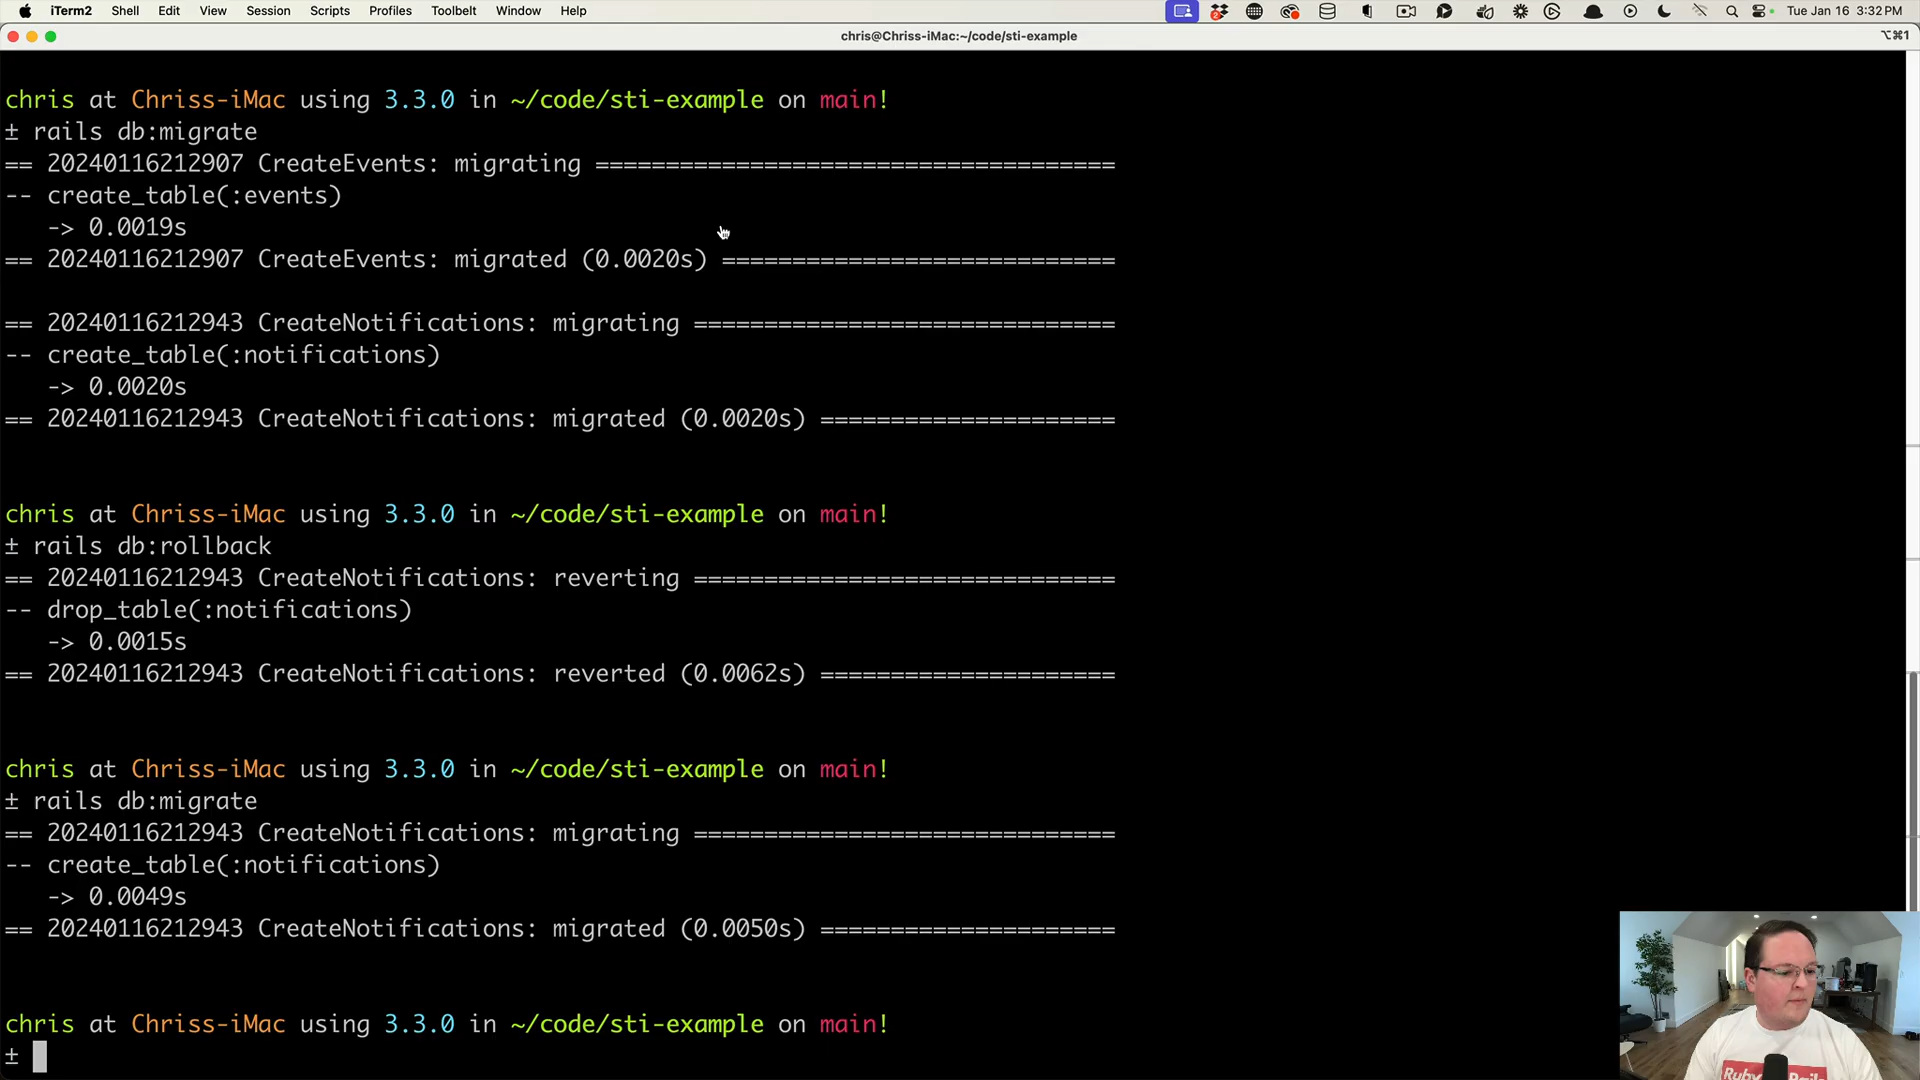 iTerm2 Shell Edit View Session Scripts Profiles Toolbelt Window Help Tue Jan 16 3:32 PM
chris@Chriss-iMac:~/code/sti-example ⌥⌘1
chris at Chriss-iMac using 3.3.0 in ~/code/sti-example on main!
± rails db:migrate
== 20240116212907 CreateEvents: migrating =====================================
-- create_table(:events)
   -> 0.0019s
== 20240116212907 CreateEvents: migrated (0.0020s) ============================
== 20240116212943 CreateNotifications: migrating ==============================
-- create_table(:notifications)
   -> 0.0020s
== 20240116212943 CreateNotifications: migrated (0.0020s) =====================
chris at Chriss-iMac using 3.3.0 in ~/code/sti-example on main!
± rails db:rollback
== 20240116212943 CreateNotifications: reverting ==============================
-- drop_table(:notifications)
   -> 0.0015s
== 20240116212943 CreateNotifications: reverted (0.0062s) =====================
chris at Chriss-iMac using 3.3.0 in ~/code/sti-example on main!
± rails db:migrate
== 20240116212943 CreateNotifications: migrating ==============================
-- create_table(:notifications)
   -> 0.0049s
== 20240116212943 CreateNotifications: migrated (0.0050s) =====================
chris at Chriss-iMac using 3.3.0 in ~/code/sti-example on main!
±